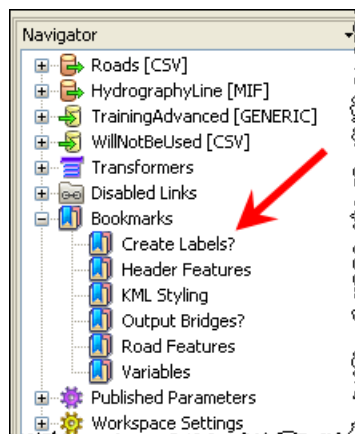 Navigator
Roads [CSV]
HydrographyLine [MIF]
TrainingAdvanced [GENERIC]
WillNotBeUsed [CSV]
Transformers
Disabled Links
Bookmarks
Create Labels?
Header Features
KML Styling
Output Bridges?
Road Features
Variables
Published Parameters
Workspace Settings